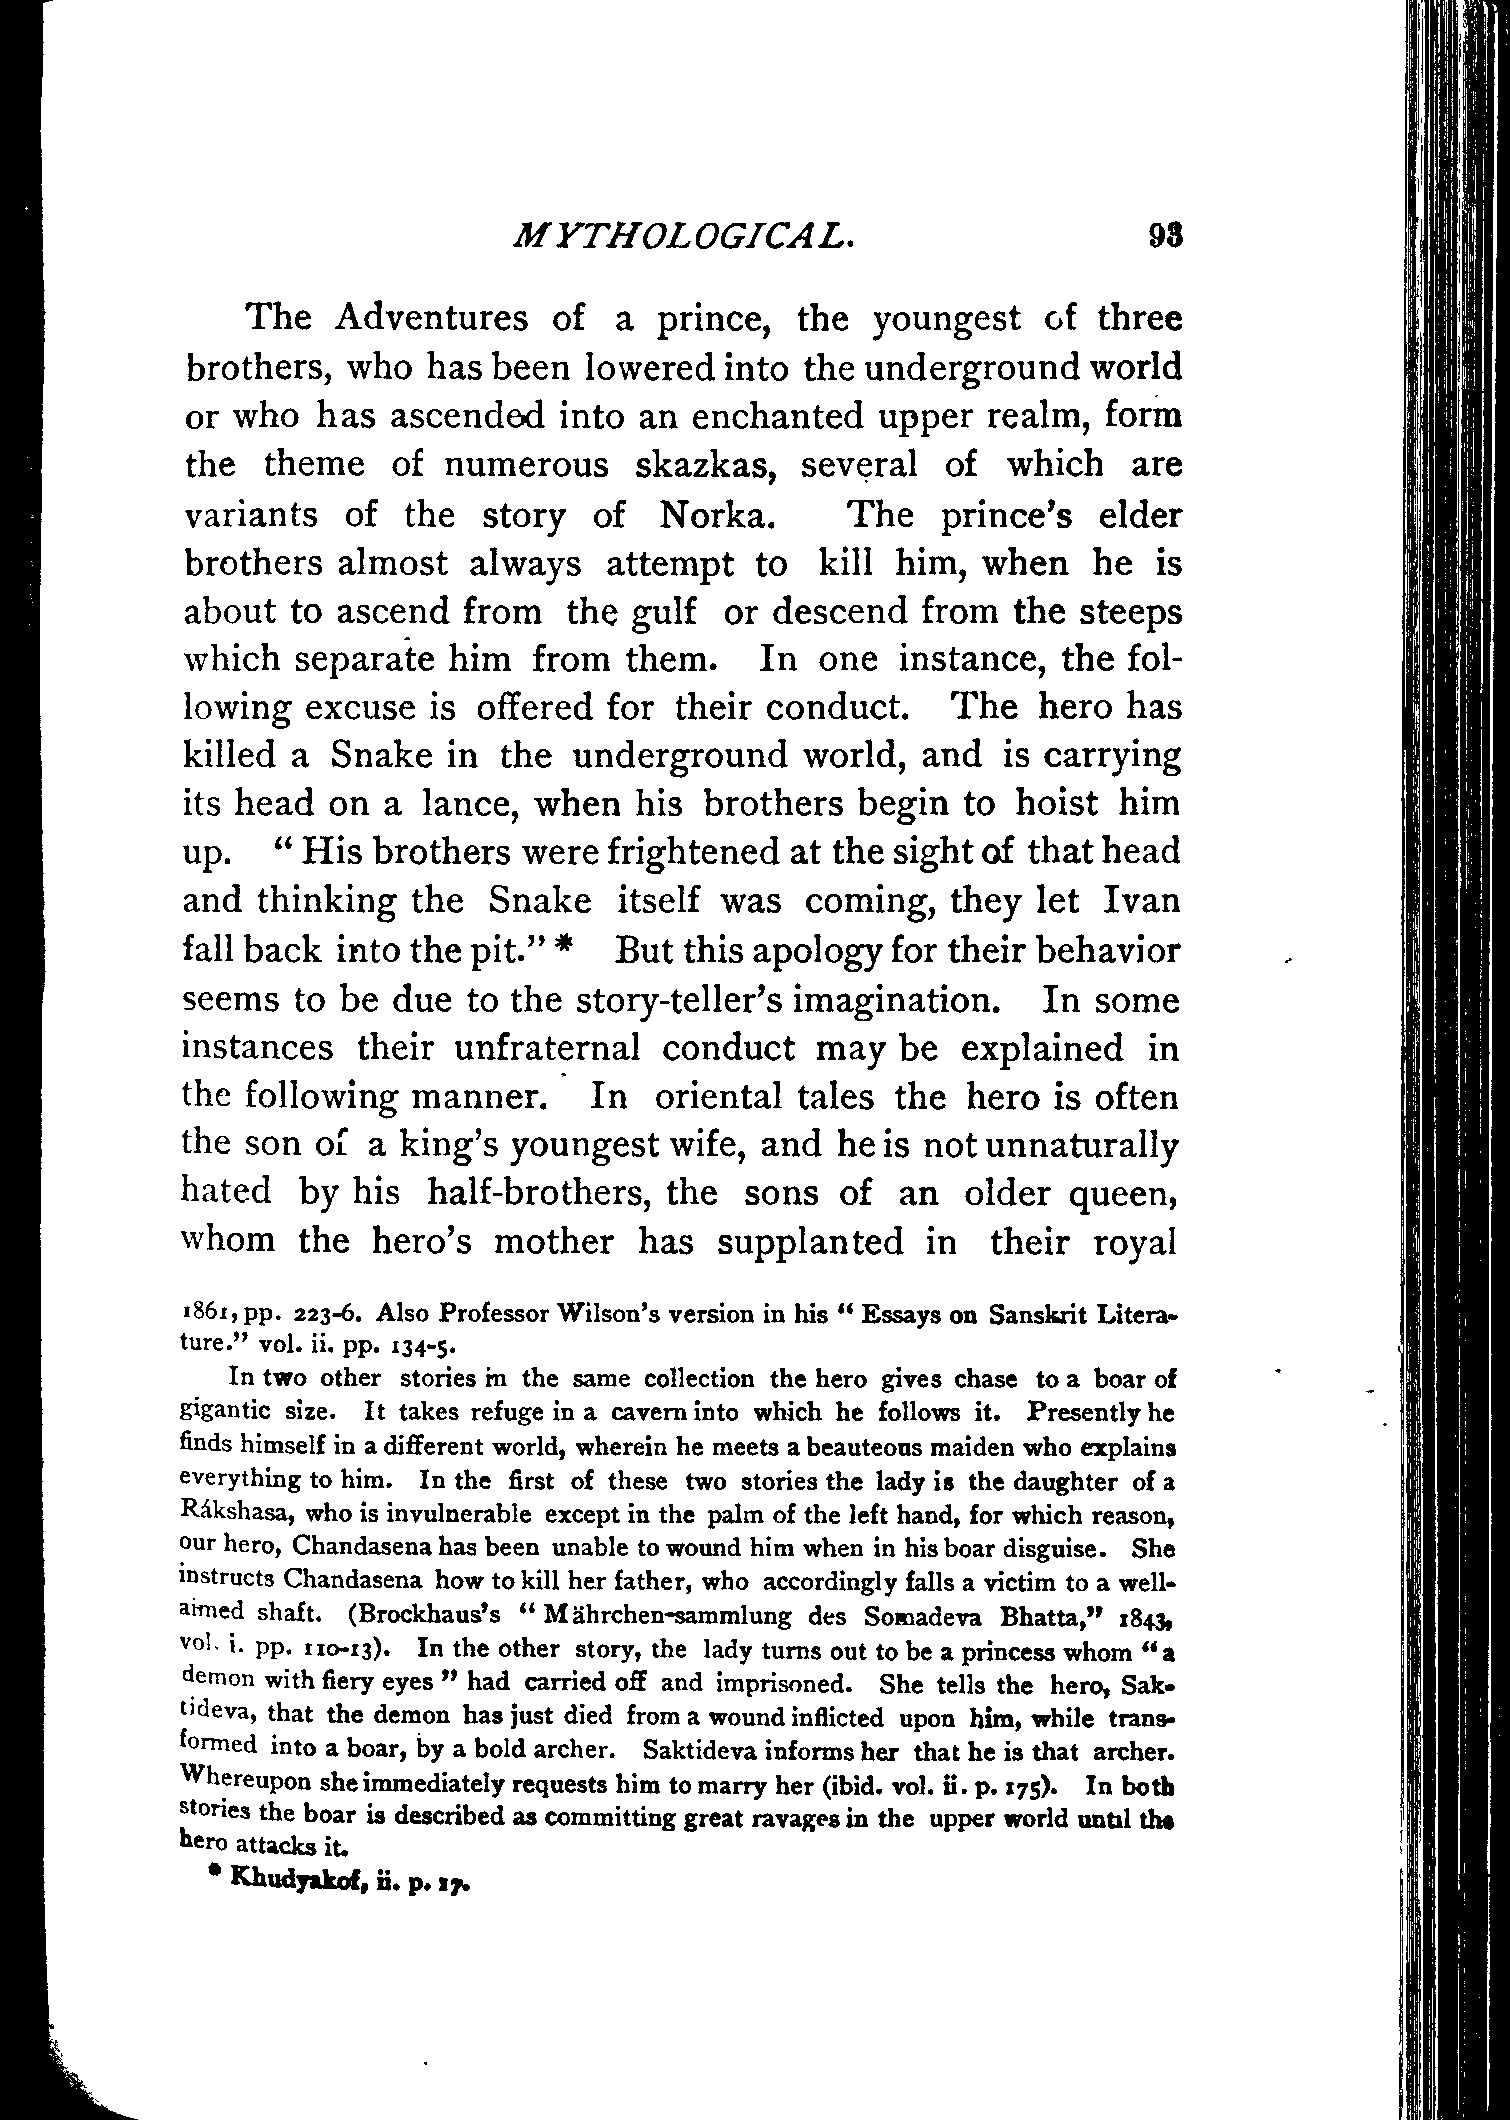 MYTHOLOGICAL. 93
The Adventures of a prince, the youngest of three
brothers, who has been lowered into the underground world
or who has ascended into an enchanted upper realm, form
the theme of numerous skazkas, several of which are
variants of the story of Norka. The prince's elder
brothers almost always attempt to kill him, when he is
about to ascend from the gulf or descend from the steeps
which separate him from them. In one instance, the fol-
lowing excuse is offered for their conduct. The hero has
killed a Snake in the underground world, and is carrying
its head on a lance, when his brothers begin to hoist him
up. “ His brothers were frightened at the sight of that head
and thinking the Snake itself was coming, they let Ivan
fall back into the pit.” * But this apology for their behavior
seems to be due to the story-teller's imagination. In some
instances their unfraternal conduct may be explained in
the following manner. In oriental tales the hero is often
the son of a king's youngest wife, and he is not unnaturally
hated by his half-brothers, the sons of an older queen,
whom the hero's mother has supplanted in their royal
1861, pp. 223-6. Also Professor Wilson's version in his “ Essays on Sanskrit Litera-
ture.” vol. ii. pp. 134-5.
In two other stories in the same collection the hero gives chase to a boar of
gigantic size. It takes refuge in a cavern into which he follows it. Presently he
finds himself in a different world, wherein he meets a beauteous maiden who explains
everything to him. In the first of these two stories the lady is the daughter of a
Rákshasa, who is invulnerable except in the palm of the left hand, for which reason,
our hero, Chandasena has been unable to wound him when in his boar disguise. She
instructs Chandasena how to kill her father, who accordingly falls a victim to a well-
aimed shaft. (Brockhaus's “ Mährchen-sammlung des Somadeva Bhatta,” 1843,
vol. i. pp. 110-13). In the other story, the lady turns out to be a princess whom “ a
demon with fiery eyes ” had carried off and imprisoned. She tells the hero, Sak-
tideva, that the demon has just died from a wound inflicted upon him, while trans-
formed into a boar, by a bold archer. Saktideva informs her that he is that archer.
Whereupon she immediately requests him to marry her (ibid. vol. ii. p. 175). In both
stories the boar is described as committing great ravages in the upper world until the
hero attacks it.
* Khudyakof, ii. p. 17.